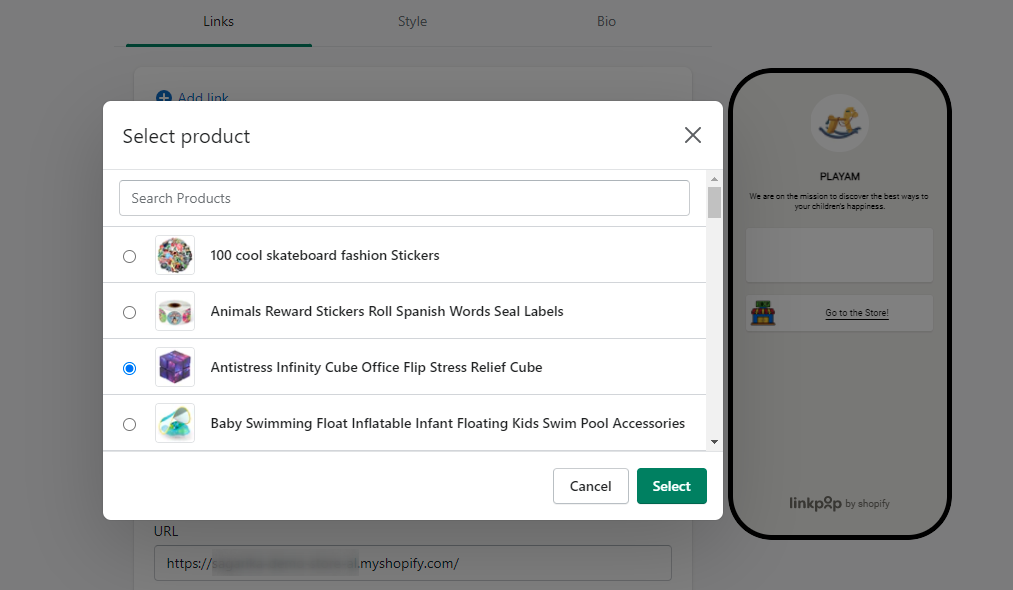 Links
Style
Bio
Add link
Select product
Search Products
100 cool skateboard fashion Stickers
Animals Reward Stickers Roll Spanish Words Seal Labels
Antistress Infinity Cube Office Flip Stress Relief Cube
Baby Swimming Float Inflatable Infant Floating Kids Swim Pool Accessories
Cancel
Select
URL
https://
.myshopify.com/
PLAYAM
We are on the mission to discover the best ways to
your children's happiness.
Go to the Store!
linkpop by shopify